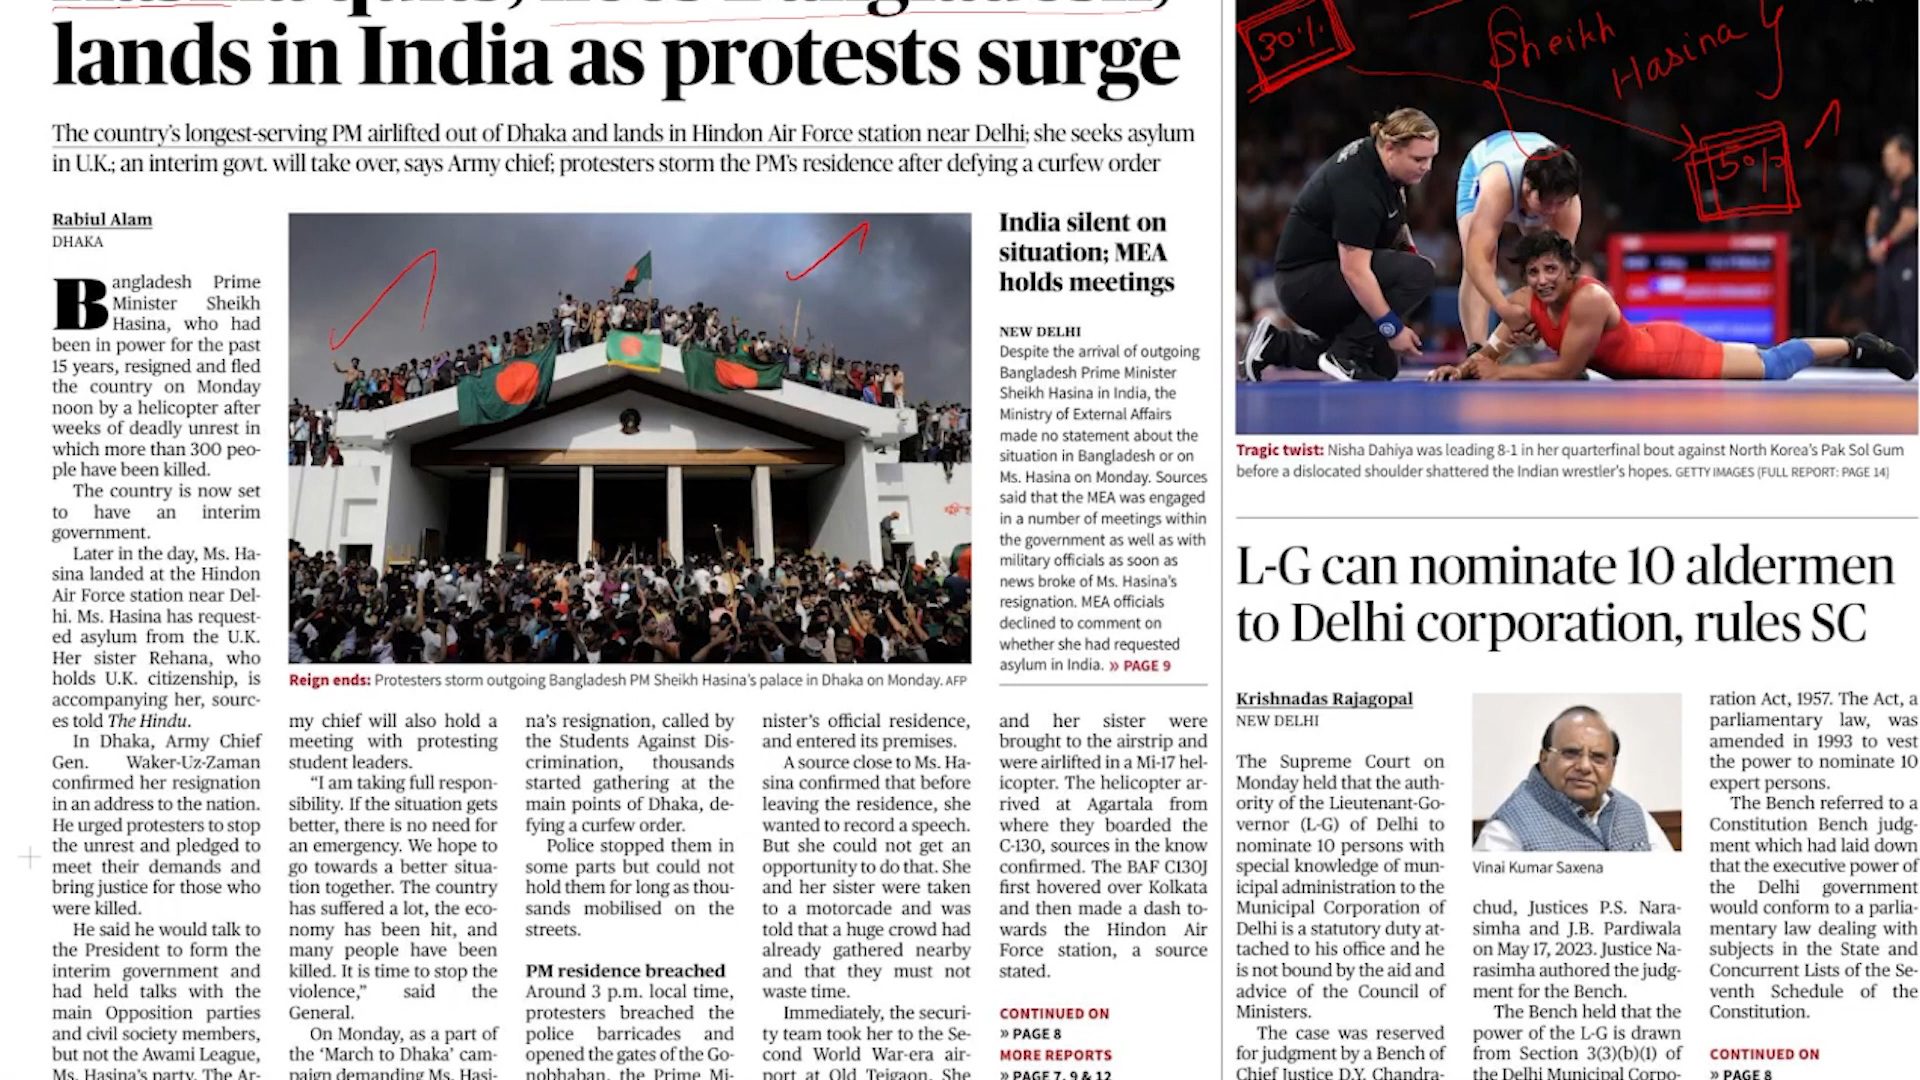 lands in India as protests surge
The country's longest-serving PM airlifted out of Dhaka and lands in Hindon Air Force station near Delhi; she seeks asylum
in U.K.; an interim govt. will take over, says Army chief; protesters storm the PM's residence after defying a curfew order
Rabiul Alam
DHAKA
Bangladesh Prime
Minister Sheikh
Hasina, who had
been in power for the past
15 years, resigned and fled
the country on Monday
noon by a helicopter after
weeks of deadly unrest in
which more than 300 peo-
ple have been killed.
The country is now set
to have an interim
government.
Later in the day, Ms. Ha-
sina landed at the Hindon
Air Force station near Del-
hi. Ms. Hasina has request-
ed asylum from the U.K.
Her sister Rehana, who
holds U.K. citizenship, is
accompanying her, sourc-
es told The Hindu.
In Dhaka, Army Chief
Gen. Waker-Uz-Zaman
confirmed her resignation
in an address to the nation.
He urged protesters to stop
the unrest and pledged to
meet their demands and
bring justice for those who
were killed.
He said he would talk to
the President to form the
interim government and
had held talks with the
main Opposition parties
and civil society members,
but not the Awami League,
Ms. Hasina's party. The Ar-
Reign ends: Protesters storm outgoing Bangladesh PM Sheikh Hasina's palace in Dhaka on Monday. AFP
my chief will also hold a
meeting with protesting
student leaders.
"I am taking full respon-
sibility. If the situation gets
better, there is no need for
an emergency. We hope to
go towards a better situa-
tion together. The country
has suffered a lot, the eco-
nomy has been hit, and
many people have been
killed. It is time to stop the
violence," said the
General.
On Monday, as a part of
the 'March to Dhaka' cam-
paign demanding Ms. Hasi-
na's resignation, called by
the Students Against Dis-
crimination, thousands
started gathering at the
main points of Dhaka, de-
fying a curfew order.
Police stopped them in
some parts but could not
hold them for long as thou-
sands mobilised on the
streets.
PM residence breached
Around 3 p.m. local time,
protesters breached the
police barricades and
opened the gates of the Go-
nobhaban, the Prime Mi-
nister's official residence,
and entered its premises.
A source close to Ms. Ha-
sina confirmed that before
leaving the residence, she
wanted to record a speech.
But she could not get an
opportunity to do that. She
and her sister were taken
to a motorcade and was
told that a huge crowd had
already gathered nearby
and that they must not
waste time.
Immediately, the securi-
ty team took her to the Se-
cond World War-era air-
port at Old Tejgaon. She
India silent on
situation; MEA
holds meetings
NEW DELHI
Despite the arrival of outgoing
Bangladesh Prime Minister
Sheikh Hasina in India, the
Ministry of External Affairs
made no statement about the
situation in Bangladesh or on
Ms. Hasina on Monday. Sources
said that the MEA was engaged
in a number of meetings within
the government as well as with
military officials as soon as
news broke of Ms. Hasina's
resignation. MEA officials
declined to comment on
whether she had requested
asylum in India. » PAGE 9
and her sister were
brought to the airstrip and
were airlifted in a Mi-17 hel-
icopter. The helicopter ar-
rived at Agartala from
where they boarded the
C-130, sources in the know
confirmed. The BAF C130J
first hovered over Kolkata
and then made a dash to-
wards the Hindon Air
Force station, a source
stated.
CONTINUED ON
» PAGE 8
MORE REPORTS
» PAGE 7, 9 & 12
30%
Sheikh
Hasina
5%
Tragic twist: Nisha Dahiya was leading 8-1 in her quarterfinal bout against North Korea's Pak Sol Gum
before a dislocated shoulder shattered the Indian wrestler's hopes. GETTY IMAGES (FULL REPORT: PAGE 14)
L-G can nominate 10 aldermen
to Delhi corporation, rules SC
Krishnadas Rajagopal
NEW DELHI
The Supreme Court on
Monday held that the auth-
ority of the Lieutenant-Go-
vernor (L-G) of Delhi to
nominate 10 persons with
special knowledge of mun-
icipal administration to the
Municipal Corporation of
Delhi is a statutory duty at-
tached to his office and he
is not bound by the aid and
advice of the Council of
Ministers.
The case was reserved
for judgment by a Bench of
Chief Justice D.Y. Chandra-
Vinai Kumar Saxena
chud, Justices P.S. Nara-
simha and J.B. Pardiwala
on May 17, 2023. Justice Na-
rasimha authored the judg-
ment for the Bench.
The Bench held that the
power of the L-G is drawn
from Section 3(3)(b)(1) of
the Delhi Municipal Corpo-
ration Act, 1957. The Act, a
parliamentary law, was
amended in 1993 to vest
the power to nominate 10
expert persons.
The Bench referred to a
Constitution Bench judg-
ment which had laid down
that the executive power of
the Delhi government
would conform to a parlia-
mentary law dealing with
subjects in the State and
Concurrent Lists of the Se-
venth Schedule of the
Constitution.
CONTINUED ON
» PAGE 8